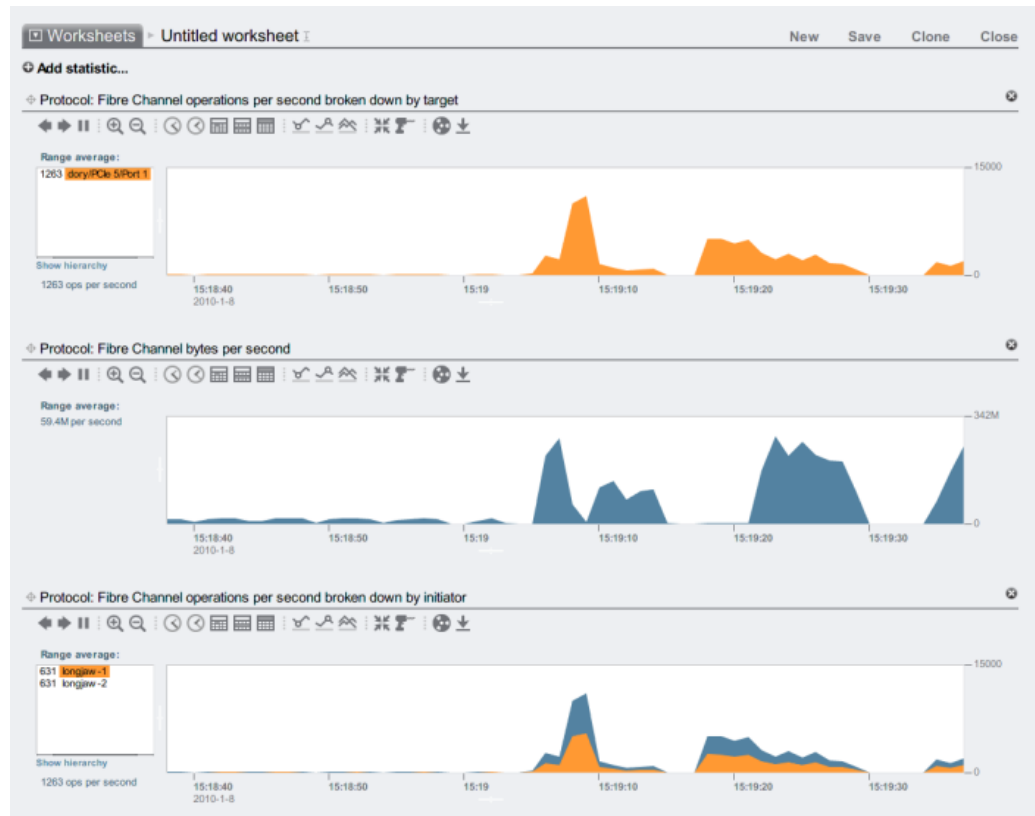 Worksheets Untitled worksheet New Save Clone Close
Add statistic...
Protocol: Fibre Channel operations per second broken down by target
Range average:
1263 dory/PCIe 5/Port 1
15000
Show hierarchy
0
1263 ops per second
15:18:40 15:18:50 15:19 15:19:10 15:19:20 15:19:30
2010-1-8
Protocol: Fibre Channel bytes per second
Range average:
342M
59.4M per second
0
15:18:40 15:18:50 15:19 15:19:10 15:19:20 15:19:30
2010-1-8
Protocol: Fibre Channel operations per second broken down by initiator
Range average:
15000
631 longjaw-1
631 longjaw-2
Show hierarchy
0
1263 ops per second
15:18:40 15:18:50 15:19 15:19:10 15:19:20 15:19:30
2010-1-8